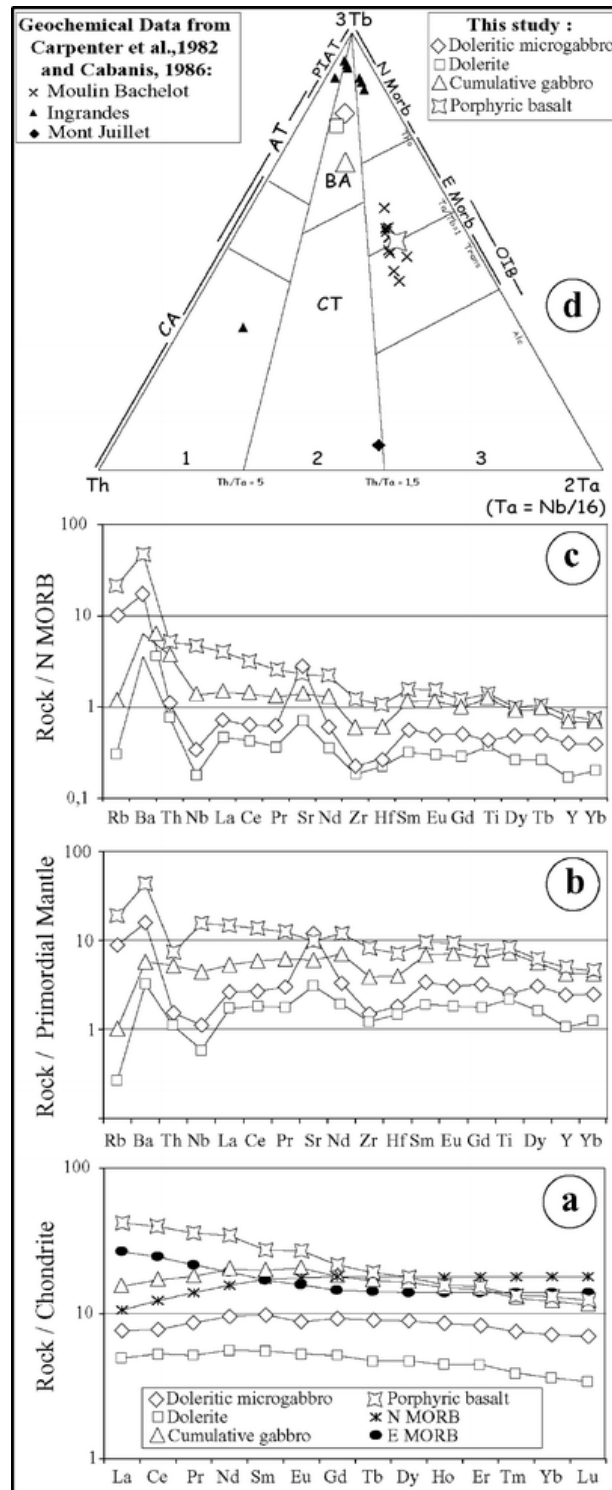 Geochemical Data from
Carpenter et al.,1982
and Cabanis, 1986:
× Moulin Bachelot
▲ Ingrandes
◆ Mont Juillet
3Tb
This study :
Doleritic microgabbro
Dolerite
Cumulative gabbro
Porphyric basalt
PIAT
N Morb
AT
BA
E Morb
Ta/Th=1
Trans
OIB
CA
CT
Alc
d
1
2
3
Th
Th/Ta = 5
Th/Ta = 1,5
2Ta
(Ta = Nb/16)
c
Rock / N MORB
100
10
1
0,1
Rb Ba Th Nb La Ce Pr Sr Nd Zr Hf Sm Eu Gd Ti Dy Tb Y Yb
b
Rock / Primordial Mantle
100
10
1
Rb Ba Th Nb La Ce Pr Sr Nd Zr Hf Sm Eu Gd Ti Dy Y Yb
a
Rock / Chondrite
100
10
1
Doleritic microgabbro
Porphyric basalt
Dolerite
N MORB
Cumulative gabbro
E MORB
La Ce Pr Nd Sm Eu Gd Tb Dy Ho Er Tm Yb Lu